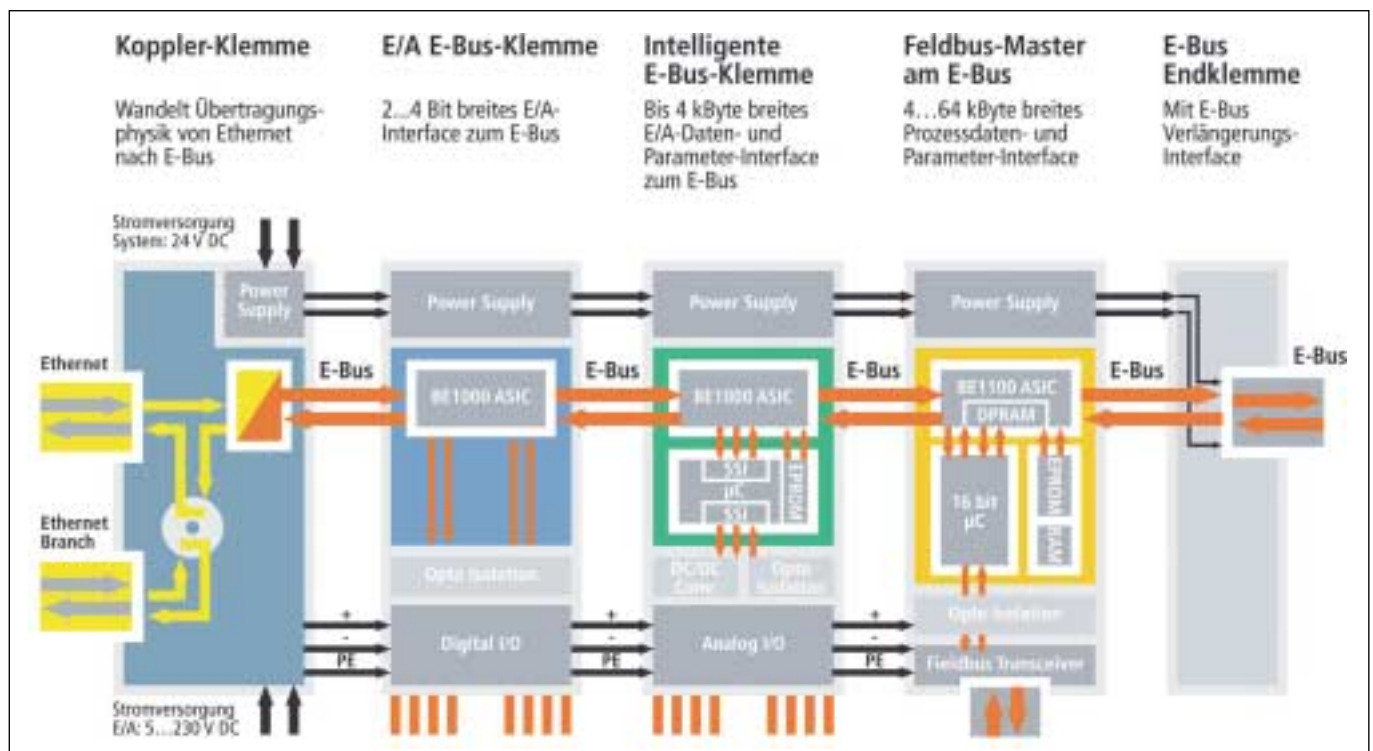 Koppler-Klemme
Wandelt Übertragungs-
physik von Ethernet
nach E-Bus
E/A E-Bus-Klemme
2...4 Bit breites E/A-
Interface zum E-Bus
Intelligente
E-Bus-Klemme
Bis 4 kByte breites
E/A-Daten- und
Parameter-Interface
zum E-Bus
Feldbus-Master
am E-Bus
4...64 kByte breites
Prozessdaten- und
Parameter-Interface
E-Bus
Endklemme
Mit E-Bus
Verlängerungs-
Interface
Stromversorgung
System: 24 V DC
Power
Supply
Power Supply
Power Supply
Power Supply
Ethernet
E-Bus
E-Bus
E-Bus
E-Bus
E-Bus
BE1000 ASIC
BE1000 ASIC
BE1100 ASIC
DPRAM
SSI
µC
SSI
EPROM
16 bit
µC
EPROM
RAM
Ethernet
Branch
Opto Isolation
DC/DC
Conv
Opto
Isolation
Opto Isolation
+
-
PE
Digital I/O
+
-
PE
Analog I/O
+
-
PE
Fieldbus Transceiver
Stromversorgung
E/A: 5...230 V DC